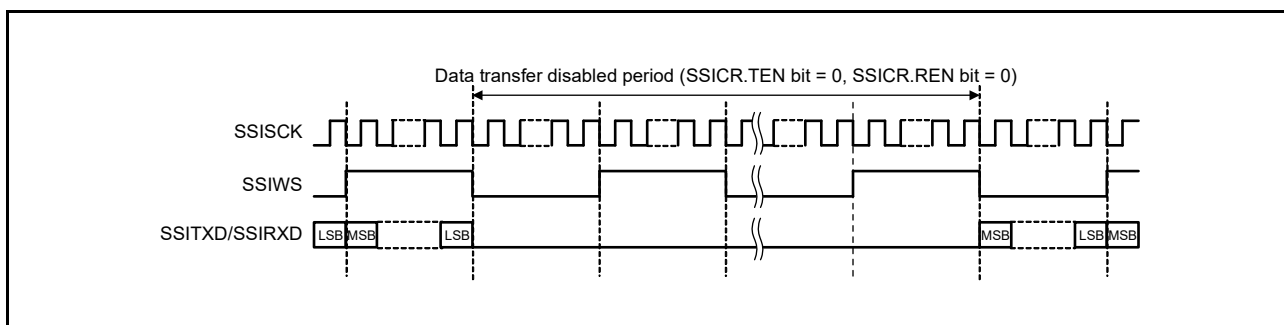 Data transfer disabled period (SSICR.TEN bit = 0, SSICR.REN bit = 0)
SSISCK
SSIWS
SSITXD/SSIRXD LSB MSB LSB MSB LSB MSB